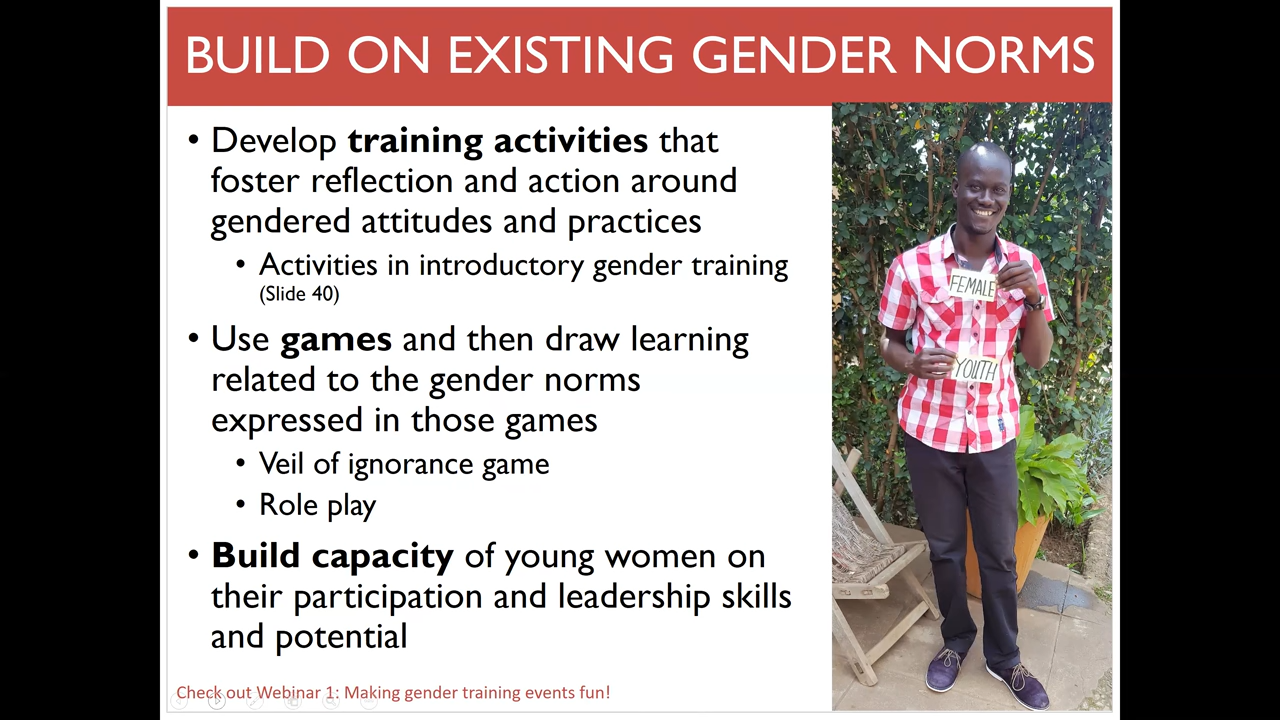 BUILD ON EXISTING GENDER NORMS
• Develop training activities that
foster reflection and action around
gendered attitudes and practices
• Activities in introductory gender training
(Slide 40)
• Use games and then draw learning
related to the gender norms
expressed in those games
• Veil of ignorance game
• Role play
• Build capacity of young women on
their participation and leadership skills
and potential
FEMALE
YOUTH
Check out Webinar 1: Making gender training events fun!